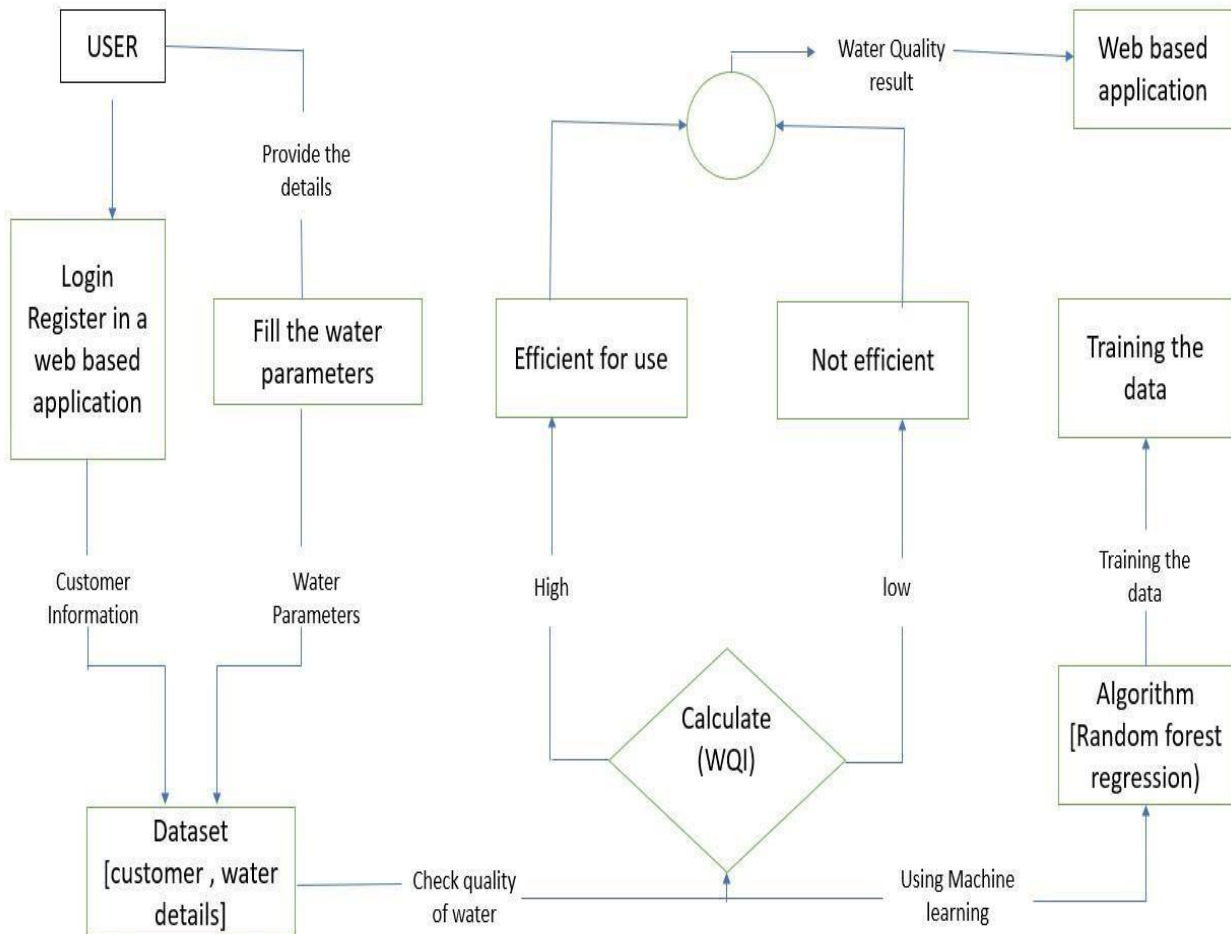 USER
Provide the
details
Login
Register in a
web based
application
Fill the water
parameters
Customer
Information
Water
Parameters
Dataset
[customer , water
details]
Check quality
of water
Calculate
(WQI)
High
low
Efficient for use
Not efficient
Water Quality
result
Web based
application
Using Machine
learning
Algorithm
[Random forest
regression)
Training the
data
Training the
data